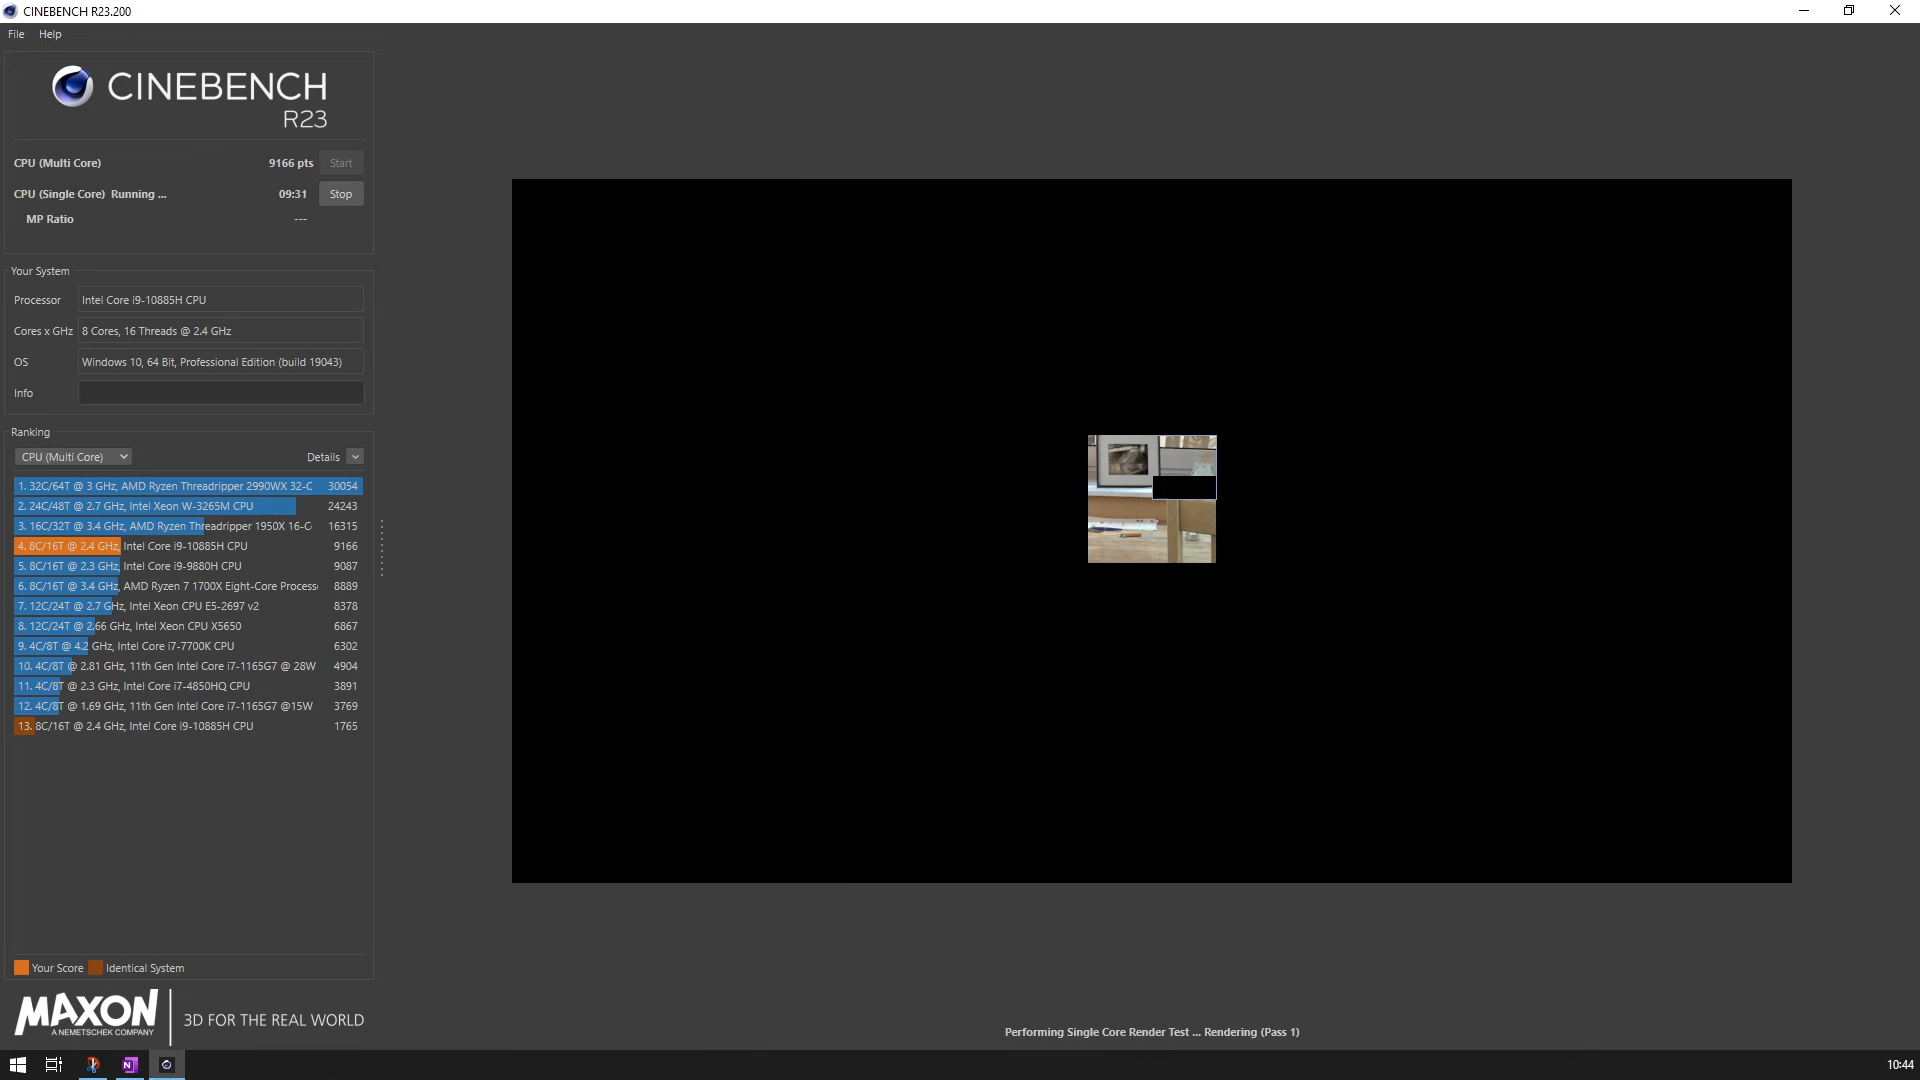 CINEBENCH R23.200
File Help
CINEBENCH
R23
CPU (Multi Core) 9166 pts Start
CPU (Single Core) Running ... 09:31 Stop
MP Ratio ---
Your System
Processor Intel Core i9-10885H CPU
Cores x GHz 8 Cores, 16 Threads @ 2.4 GHz
OS Windows 10, 64 Bit, Professional Edition (build 19043)
Info
Ranking
CPU (Multi Core) Details
1. 32C/64T @ 3 GHz, AMD Ryzen Threadripper 2990WX 32-C 30054
2. 24C/48T @ 2.7 GHz, Intel Xeon W-3265M CPU 24243
3. 16C/32T @ 3.4 GHz, AMD Ryzen Threadripper 1950X 16-C 16315
4. 8C/16T @ 2.4 GHz, Intel Core i9-10885H CPU 9166
5. 8C/16T @ 2.3 GHz, Intel Core i9-9880H CPU 9087
6. 8C/16T @ 3.4 GHz, AMD Ryzen 7 1700X Eight-Core Process 8889
7. 12C/24T @ 2.7 GHz, Intel Xeon CPU E5-2697 v2 8378
8. 12C/24T @ 2.66 GHz, Intel Xeon CPU X5650 6867
9. 4C/8T @ 4.2 GHz, Intel Core i7-7700K CPU 6302
10. 4C/8T @ 2.81 GHz, 11th Gen Intel Core i7-1165G7 @ 28W 4904
11. 4C/8T @ 2.3 GHz, Intel Core i7-4850HQ CPU 3891
12. 4C/8T @ 1.69 GHz, 11th Gen Intel Core i7-1165G7 @15W 3769
13. 8C/16T @ 2.4 GHz, Intel Core i9-10885H CPU 1765
Your Score Identical System
MAXON
A NEMETSCHEK COMPANY
3D FOR THE REAL WORLD
Performing Single Core Render Test ... Rendering (Pass 1)
N
10:44